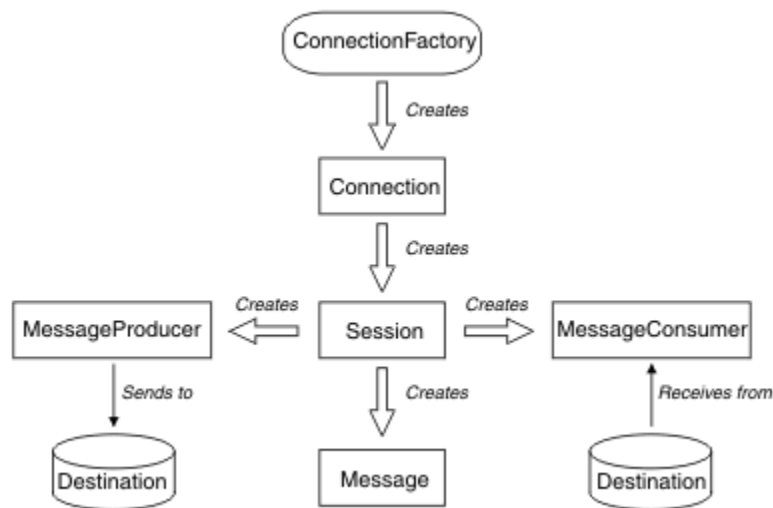 ConnectionFactory
Creates
Connection
Creates
Creates
Creates
MessageProducer
Session
MessageConsumer
Sends to
Creates
Receives from
Destination
Message
Destination